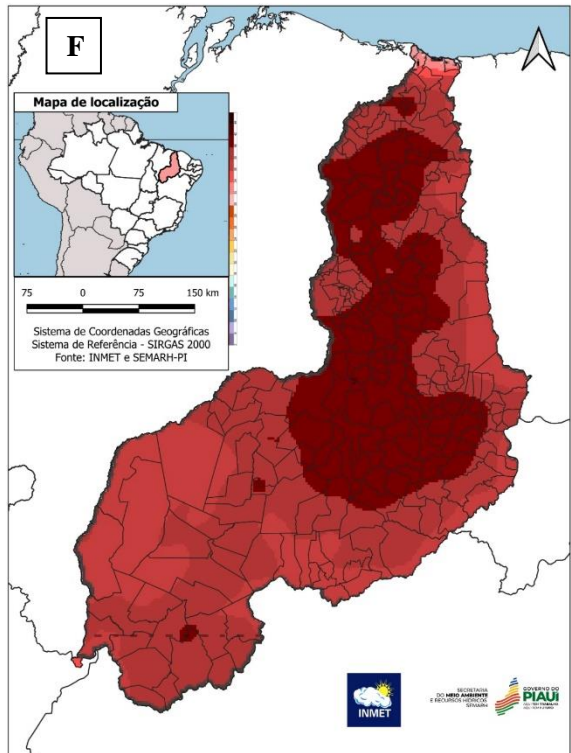 F
Mapa de localização
75 0 75 150 km
Sistema de Coordenadas Geográficas
Sistema de Referência - SIRGAS 2000
Fonte: INMET e SEMARH-PI
INMET
SECRETARIA
DO MEIO AMBIENTE
E RECURSOS HÍDRICOS
SEMARH
GOVERNO DO
PIAUÍ